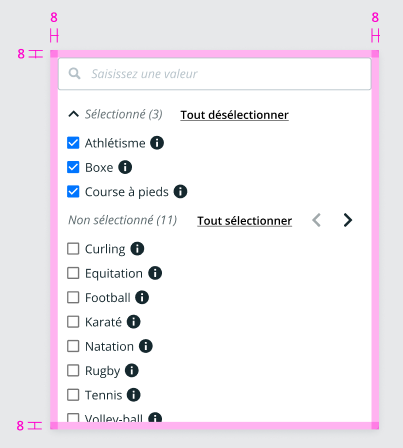 8 8
8
Saisissez une valeur
Sélectionné (3) Tout désélectionner
Athlétisme
Boxe
Course à pieds
Non sélectionné (11) Tout sélectionner
Curling
Equitation
Football
Karaté
Natation
Rugby
Tennis
Volley-ball
8